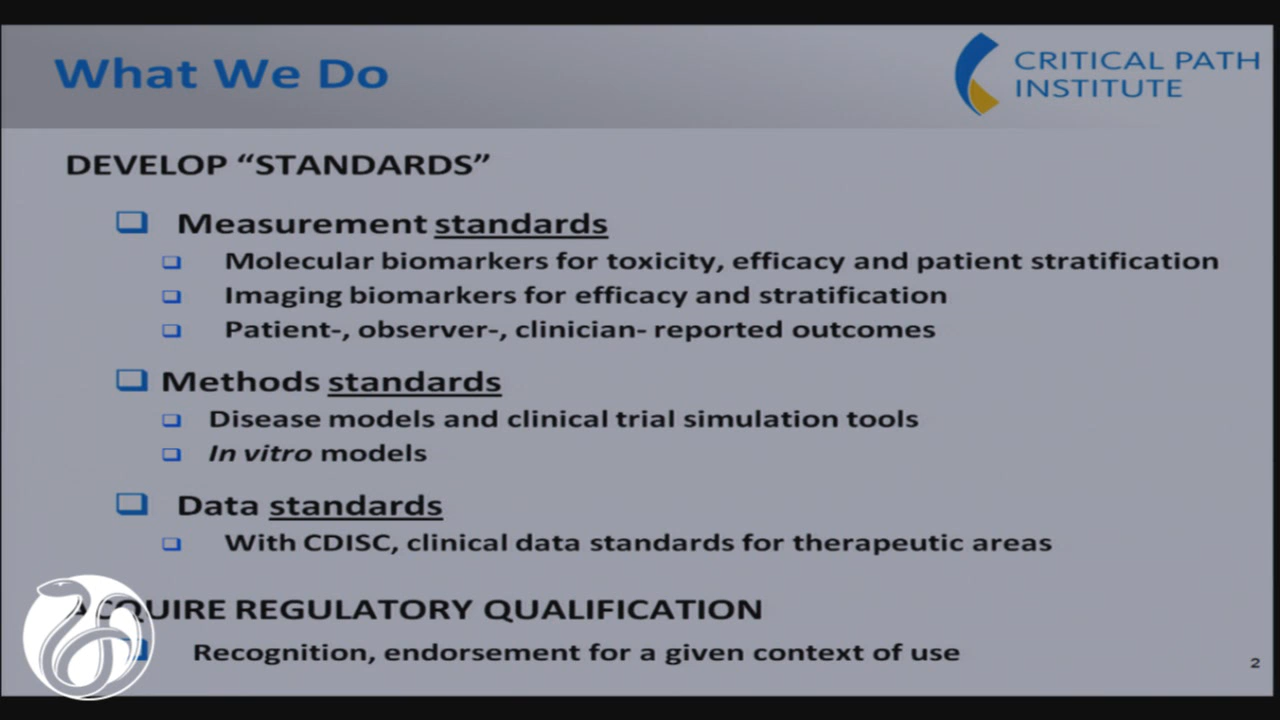 What We Do
CRITICAL PATH
INSTITUTE
DEVELOP “STANDARDS”
Measurement standards
Molecular biomarkers for toxicity, efficacy and patient stratification
Imaging biomarkers for efficacy and stratification
Patient-, observer-, clinician- reported outcomes
Methods standards
Disease models and clinical trial simulation tools
In vitro models
Data standards
With CDISC, clinical data standards for therapeutic areas
ACQUIRE REGULATORY QUALIFICATION
Recognition, endorsement for a given context of use
2